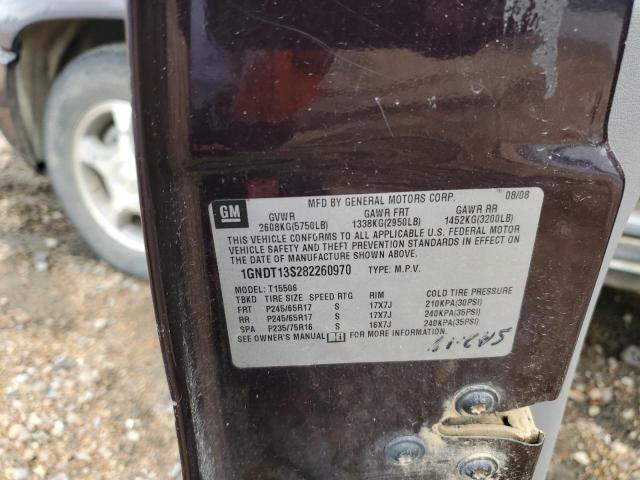 MFD BY GENERAL MOTORS CORP. 08/08
GM
GVWR GAWR FRT GAWR RR
2608KG(5750LB) 1338KG(2950LB) 1452KG(3200LB)
THIS VEHICLE CONFORMS TO ALL APPLICABLE U.S. FEDERAL MOTOR
VEHICLE SAFETY AND THEFT PREVENTION STANDARDS IN EFFECT ON
THE DATE OF MANUFACTURE SHOWN ABOVE.
1GNDT13S282260970 TYPE: M.P.V.
MODEL: T15506
TBKD TIRE SIZE SPEED RTG RIM COLD TIRE PRESSURE
FRT P245/65R17 S 17X7J 210KPA(30PSI)
RR P245/65R17 S 17X7J 240KPA(35PSI)
SPA P235/75R16 S 16X7J 240KPA(35PSI)
SEE OWNER'S MANUAL FOR MORE INFORMATION.